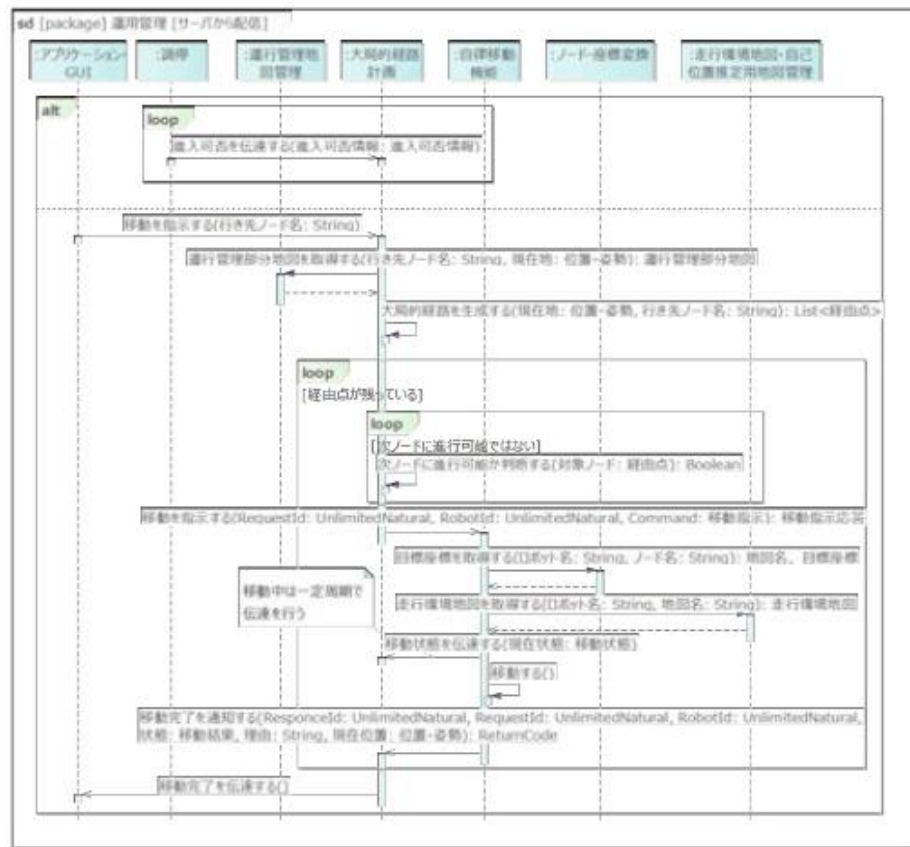 sd [package] 運用管理 [サーバから配信]
:アプリケーション・
GUI
:調停
:運行管理地
図管理
:大局的経路
計画
:自律移動
機能
:ノード-座標変換
:走行環境地図・自己
位置推定用地図管理
alt
loop
進入可否を伝達する(進入可否情報: 進入可否情報)
移動を指示する(行き先ノード名: String)
運行管理部分地図を取得する(行き先ノード名: String, 現在地: 位置・姿勢): 運行管理部分地図
大局的経路を生成する(現在地: 位置・姿勢, 行き先ノード名: String): List<経由点>
loop
[経由点が残っている]
loop
[次ノードに進行可能ではない]
次ノードに進行可能か判断する(対象ノード: 経由点): Boolean
移動を指示する(RequestId: UnlimitedNatural, RobotId: UnlimitedNatural, Command: 移動指示): 移動指示応答
目標座標を取得する(ロボット名: String, ノード名: String): 地図名、目標座標
移動中は一定周期で
伝達を行う
走行環境地図を取得する(ロボット名: String, 地図名: String): 走行環境地図
移動状態を伝達する(現在状態: 移動状態)
移動する()
移動完了を通知する(ResponceId: UnlimitedNatural, RequestId: UnlimitedNatural, RobotId: UnlimitedNatural,
状態: 移動結果, 理由: String, 現在位置: 位置・姿勢): ReturnCode
移動完了を伝達する()